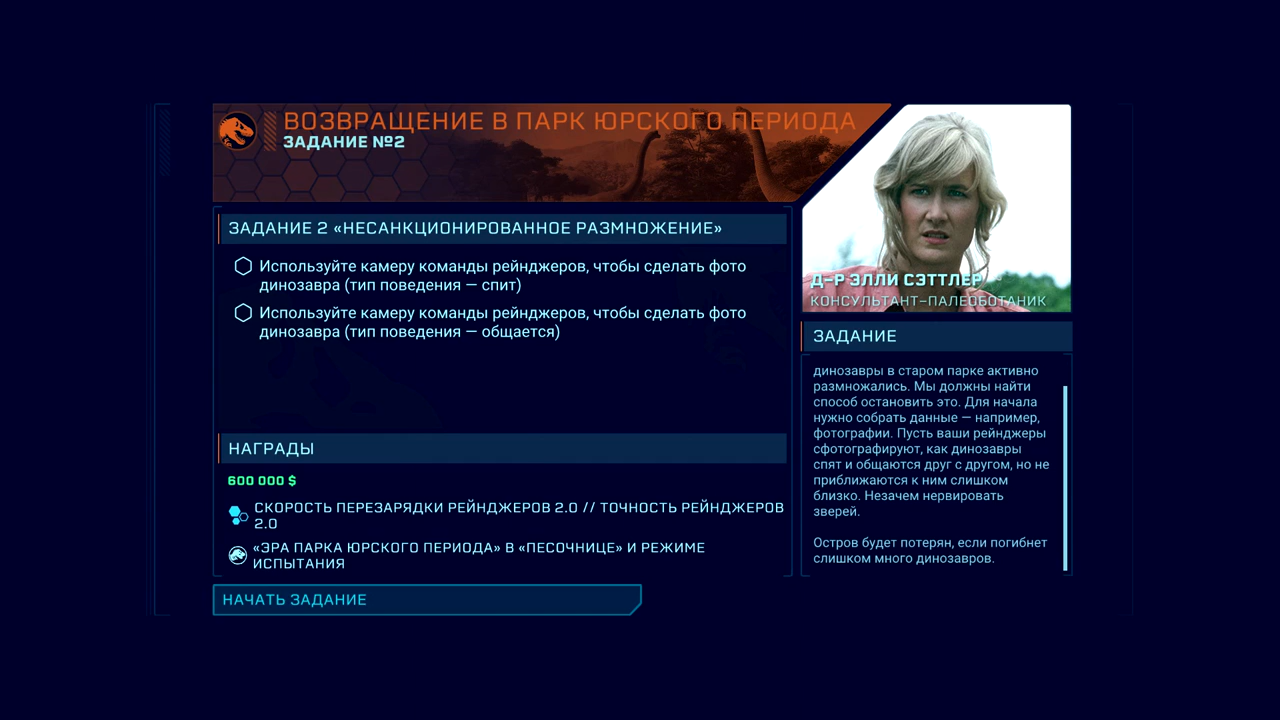 ВОЗВРАЩЕНИЕ В ПАРК ЮРСКОГО ПЕРИОДА
ЗАДАНИЕ №2
ЗАДАНИЕ 2 «НЕСАНКЦИОНИРОВАННОЕ РАЗМНОЖЕНИЕ»
Используйте камеру команды рейнджеров, чтобы сделать фото
динозавра (тип поведения — спит)
Используйте камеру команды рейнджеров, чтобы сделать фото
динозавра (тип поведения — общается)
НАГРАДЫ
600 000 $
СКОРОСТЬ ПЕРЕЗАРЯДКИ РЕЙНДЖЕРОВ 2.0 // ТОЧНОСТЬ РЕЙНДЖЕРОВ
2.0
«ЭРА ПАРКА ЮРСКОГО ПЕРИОДА» В «ПЕСОЧНИЦЕ» И РЕЖИМЕ
ИСПЫТАНИЯ
НАЧАТЬ ЗАДАНИЕ
Д-Р ЭЛЛИ СЭТТЛЕР
КОНСУЛЬТАНТ-ПАЛЕОБОТАНИК
ЗАДАНИЕ
динозавры в старом парке активно
размножались. Мы должны найти
способ остановить это. Для начала
нужно собрать данные — например,
фотографии. Пусть ваши рейнджеры
сфотографируют, как динозавры
спят и общаются друг с другом, но не
приближаются к ним слишком
близко. Незачем нервировать
зверей.
Остров будет потерян, если погибнет
слишком много динозавров.